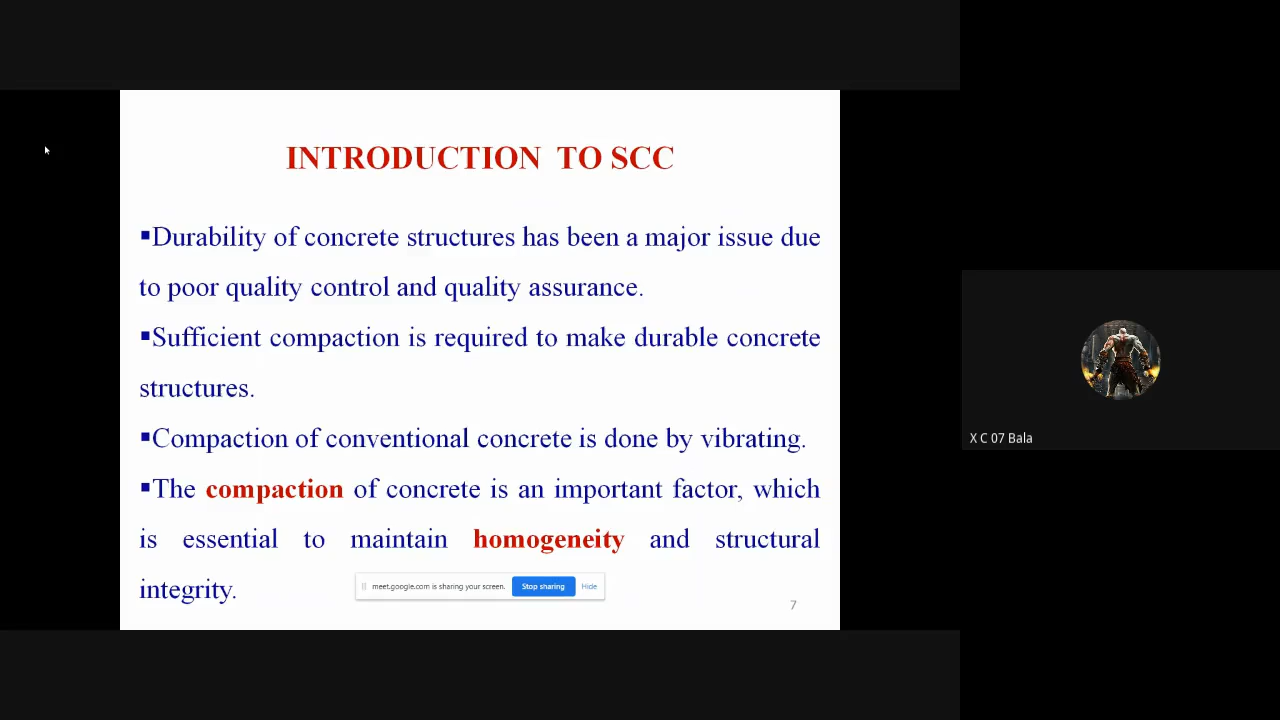 INTRODUCTION TO SCC
▪Durability of concrete structures has been a major issue due
to poor quality control and quality assurance.
▪Sufficient compaction is required to make durable concrete
structures.
▪Compaction of conventional concrete is done by vibrating.
▪The compaction of concrete is an important factor, which
is essential to maintain homogeneity and structural
integrity.
meet.google.com is sharing your screen. Stop sharing Hide
7
X C 07 Bala